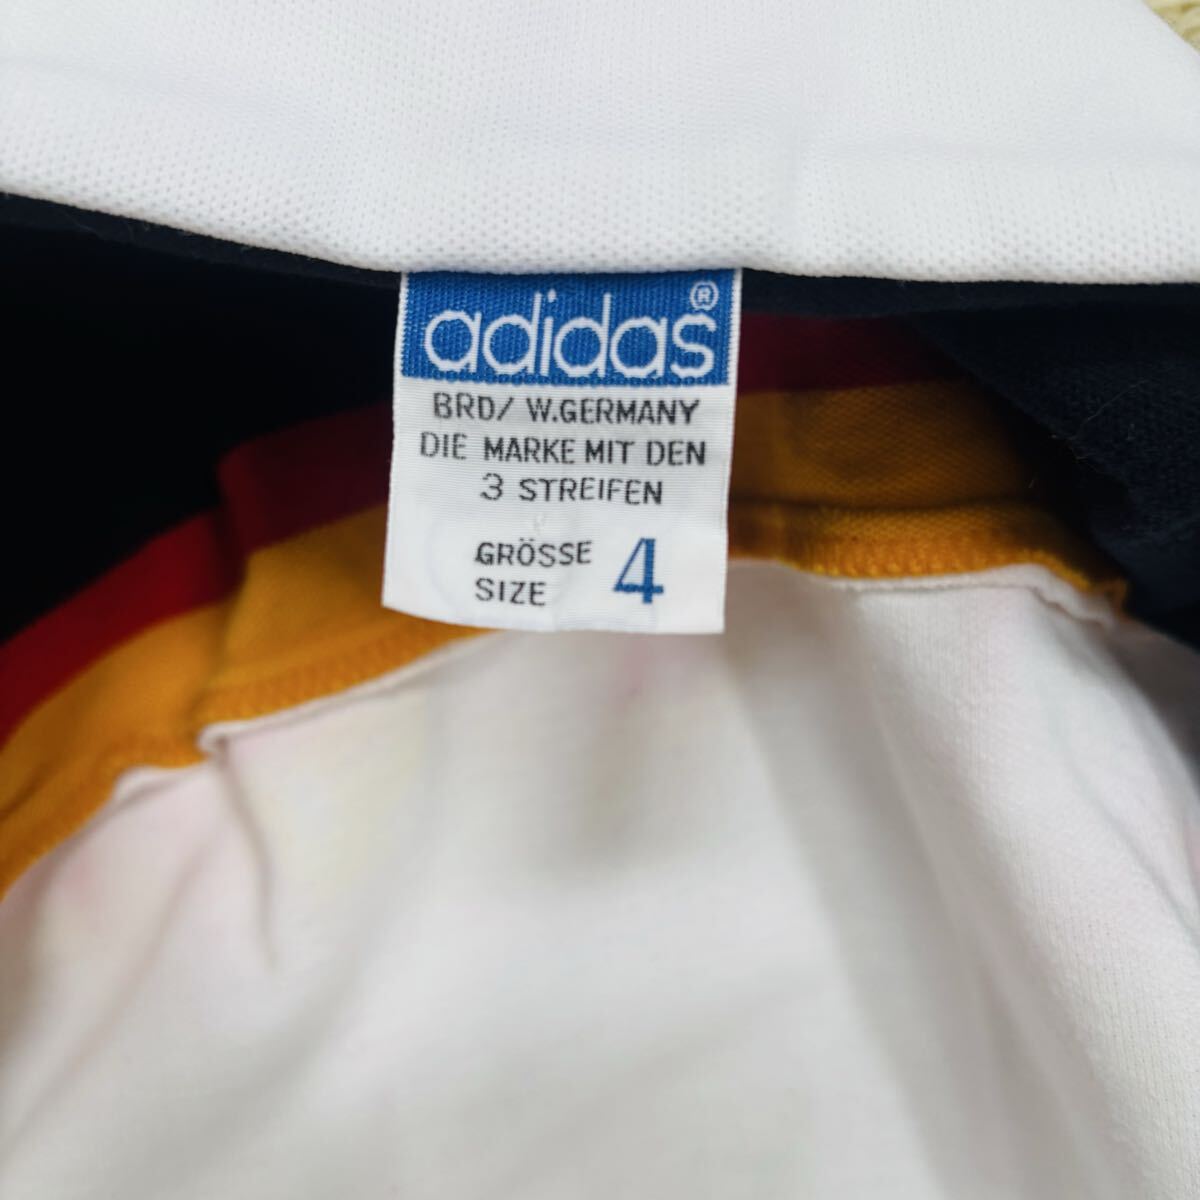 adidas®
BRD/ W.GERMANY
DIE MARKE MIT DEN
3 STREIFEN
GRÖSSE
SIZE 4